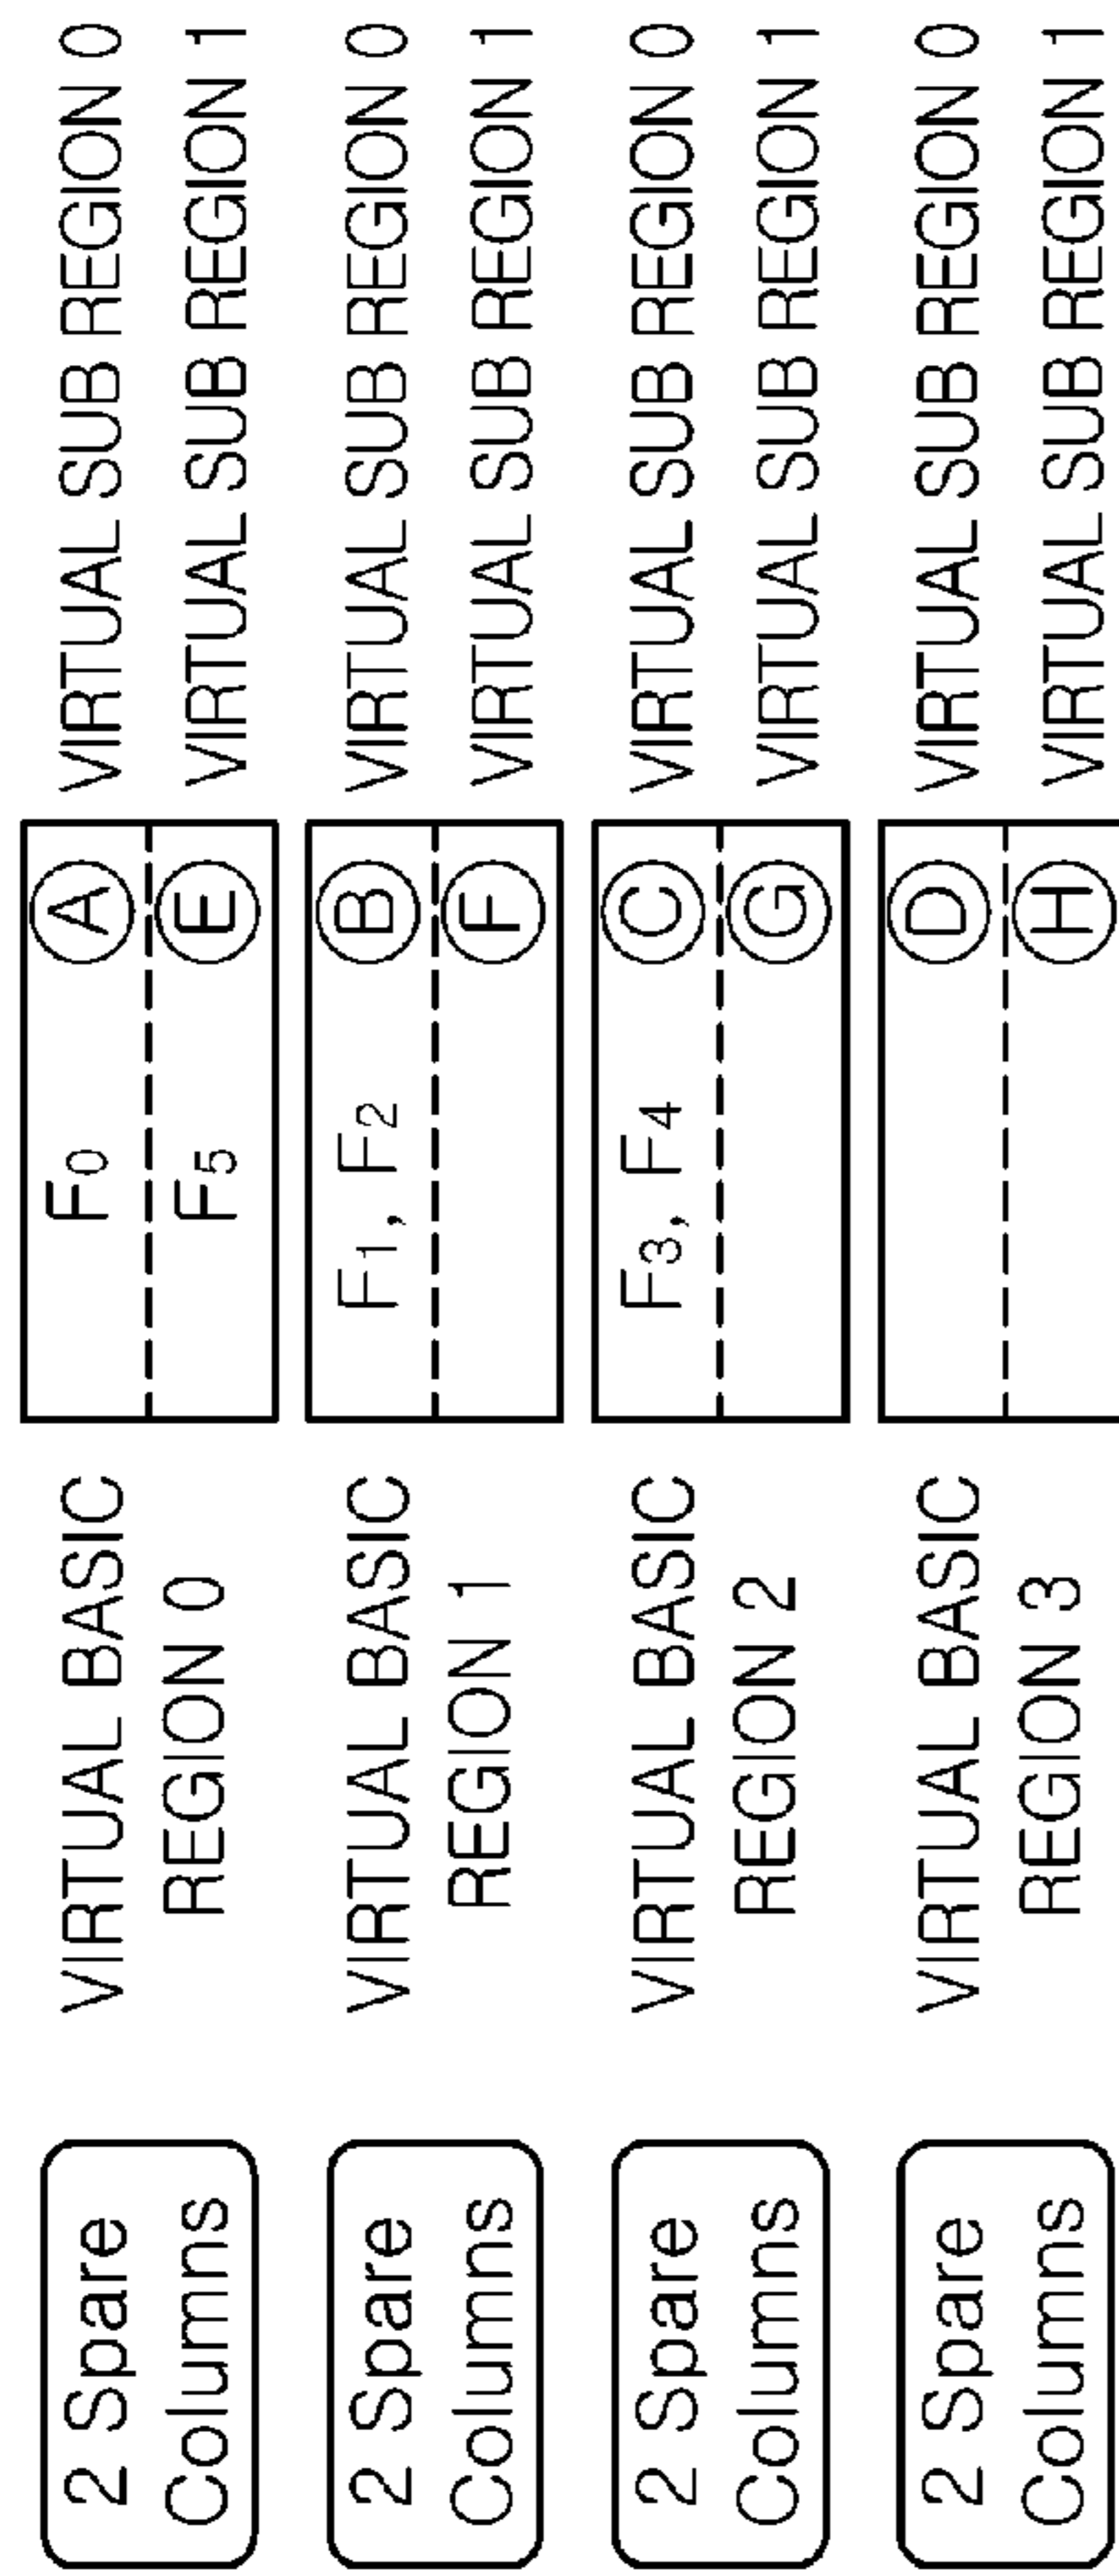 2 Spare
Columns
VIRTUAL BASIC
REGION 0
F0
A
VIRTUAL SUB REGION 0
F5
E
VIRTUAL SUB REGION 1
2 Spare
Columns
VIRTUAL BASIC
REGION 1
F1, F2
B
VIRTUAL SUB REGION 0
F
VIRTUAL SUB REGION 1
2 Spare
Columns
VIRTUAL BASIC
REGION 2
F3, F4
C
VIRTUAL SUB REGION 0
G
VIRTUAL SUB REGION 1
2 Spare
Columns
VIRTUAL BASIC
REGION 3
D
VIRTUAL SUB REGION 0
H
VIRTUAL SUB REGION 1